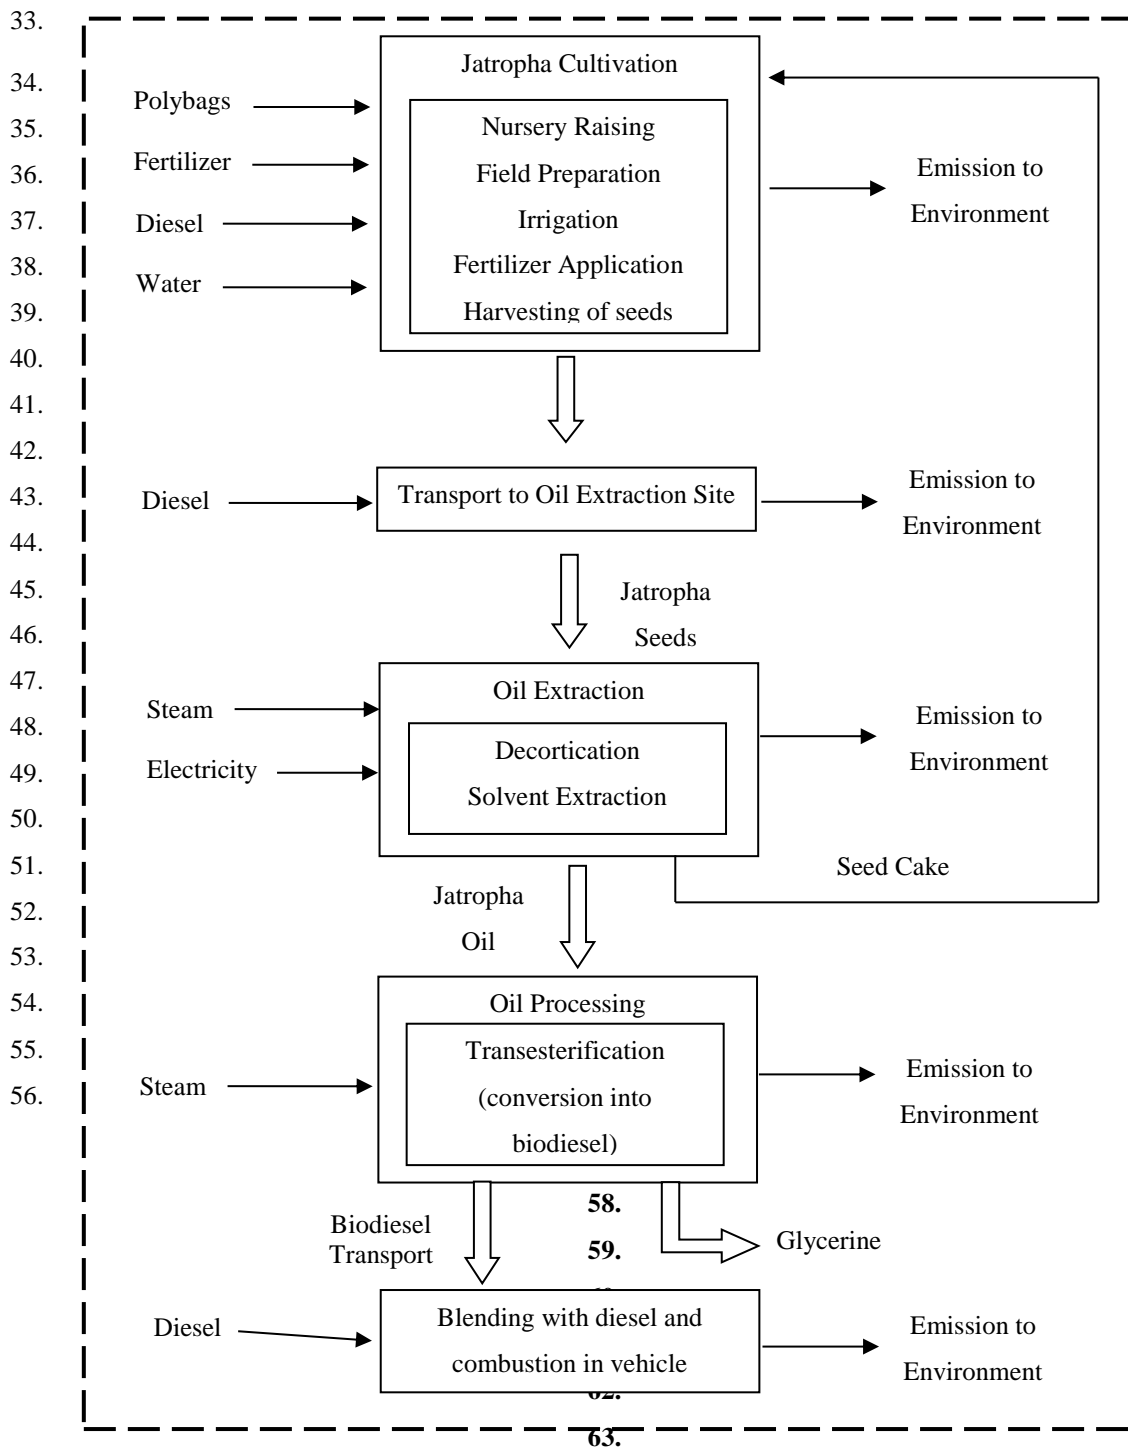 33.
34.
35.
36.
37.
38.
39.
40.
41.
42.
43.
44.
45.
46.
47.
48.
49.
50.
51.
52.
53.
54.
55.
56.
Jatropha Cultivation
Polybags
Fertilizer
Diesel
Water
Nursery Raising
Field Preparation
Irrigation
Fertilizer Application
Harvesting of seeds
Emission to
Environment
Diesel
Transport to Oil Extraction Site
Emission to
Environment
Jatropha
Seeds
Steam
Electricity
Oil Extraction
Decortication
Solvent Extraction
Emission to
Environment
Seed Cake
Jatropha
Oil
Oil Processing
Steam
Transesterification
(conversion into
biodiesel)
Emission to
Environment
58.
59.
Biodiesel
Transport
Glycerine
Diesel
Blending with diesel and
combustion in vehicle
Emission to
Environment
62.
63.